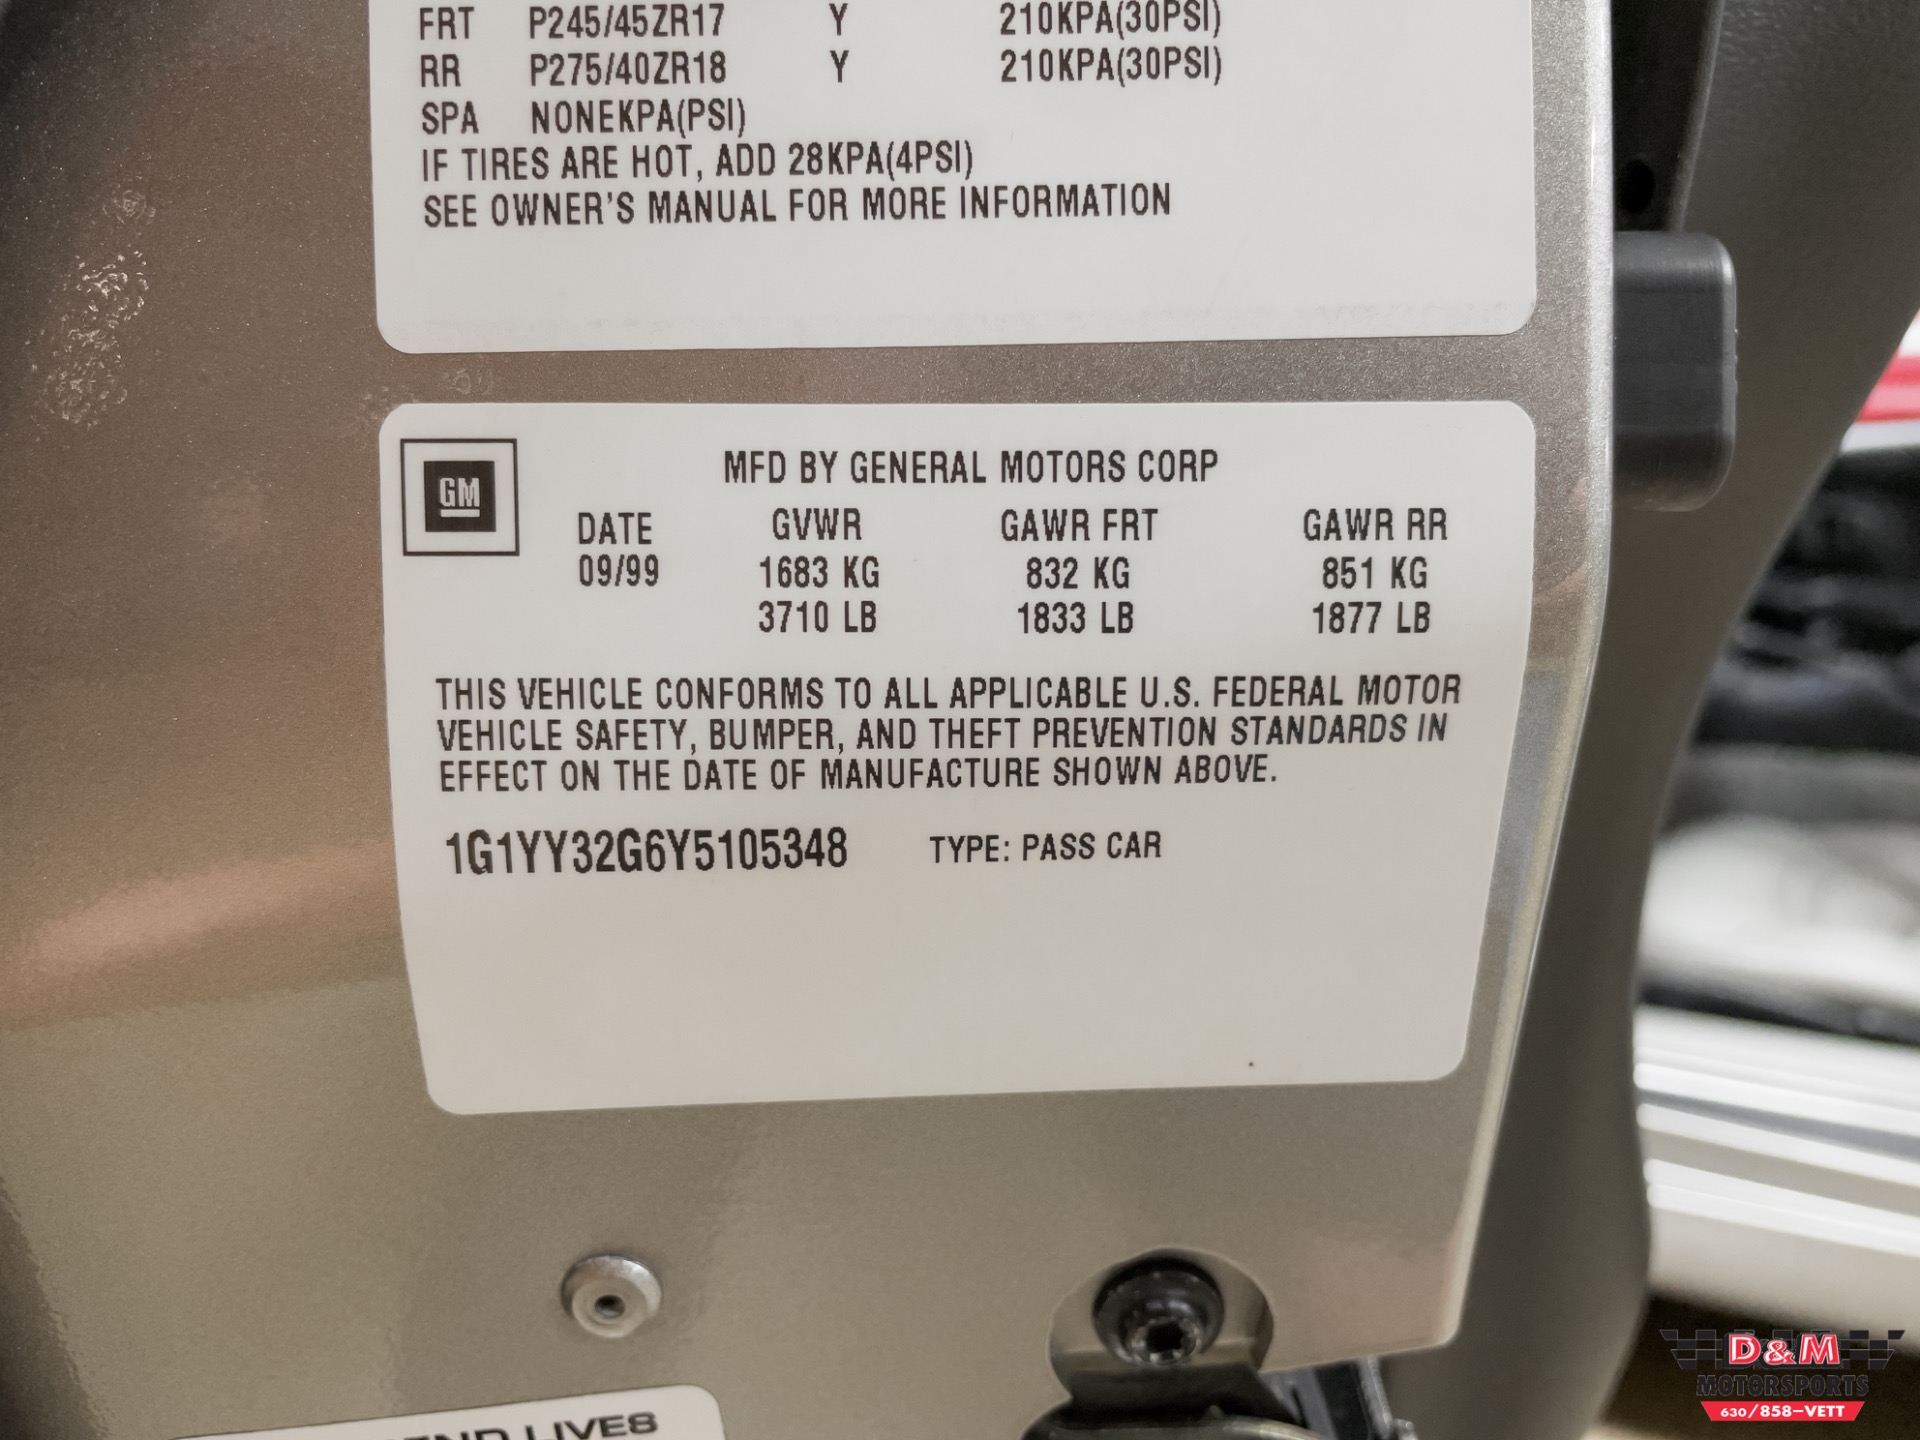 FRT P245/45ZR17 Y 210KPA(30PSI)
RR P275/40ZR18 Y 210KPA(30PSI)
SPA NONEKPA(PSI)
IF TIRES ARE HOT, ADD 28KPA(4PSI)
SEE OWNER'S MANUAL FOR MORE INFORMATION
GM
MFD BY GENERAL MOTORS CORP
DATE GVWR GAWR FRT GAWR RR
09/99 1683 KG 832 KG 851 KG
3710 LB 1833 LB 1877 LB
THIS VEHICLE CONFORMS TO ALL APPLICABLE U.S. FEDERAL MOTOR
VEHICLE SAFETY, BUMPER, AND THEFT PREVENTION STANDARDS IN
EFFECT ON THE DATE OF MANUFACTURE SHOWN ABOVE.
1G1YY32G6Y5105348 TYPE: PASS CAR
LIVES
D&M
MOTORSPORTS
630/858-VETT